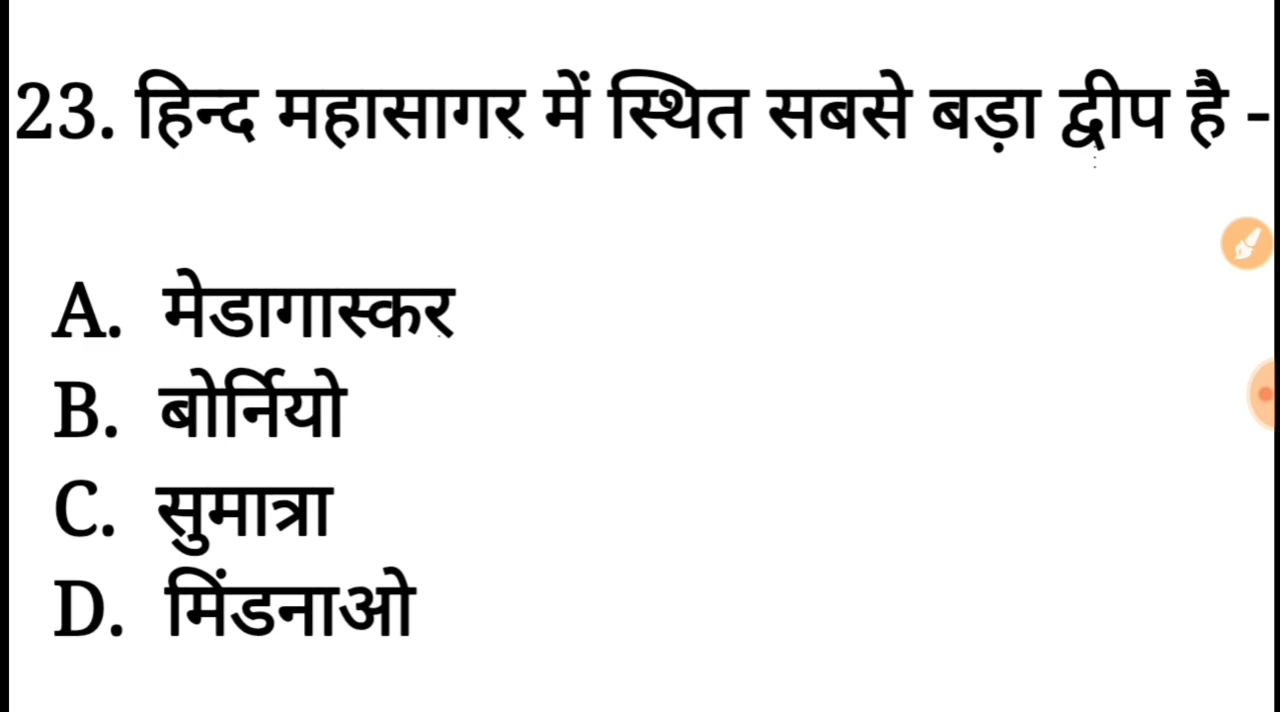 23. हिन्द महासागर में स्थित सबसे बड़ा द्वीप है -
A. मेडागास्कर
B. बोर्नियो
C. सुमात्रा
D. मिंडनाओ